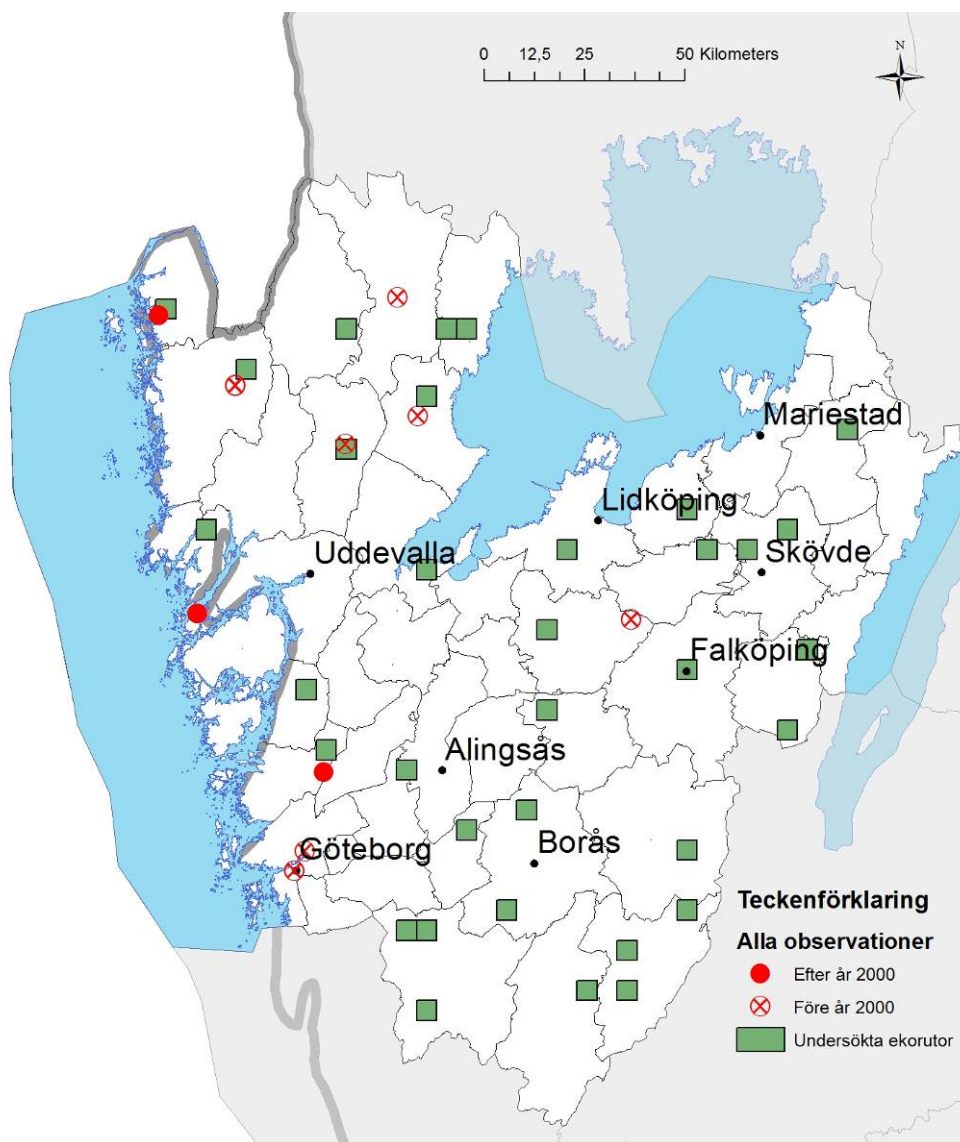 0 12,5 25 50 Kilometers
N
Mariestad
Lidköping
Skövde
Uddevalla
Falköping
Alingsås
Göteborg
Borås
Teckenförklaring
Alla observationer
Efter år 2000
Före år 2000
Undersökta ekorutor